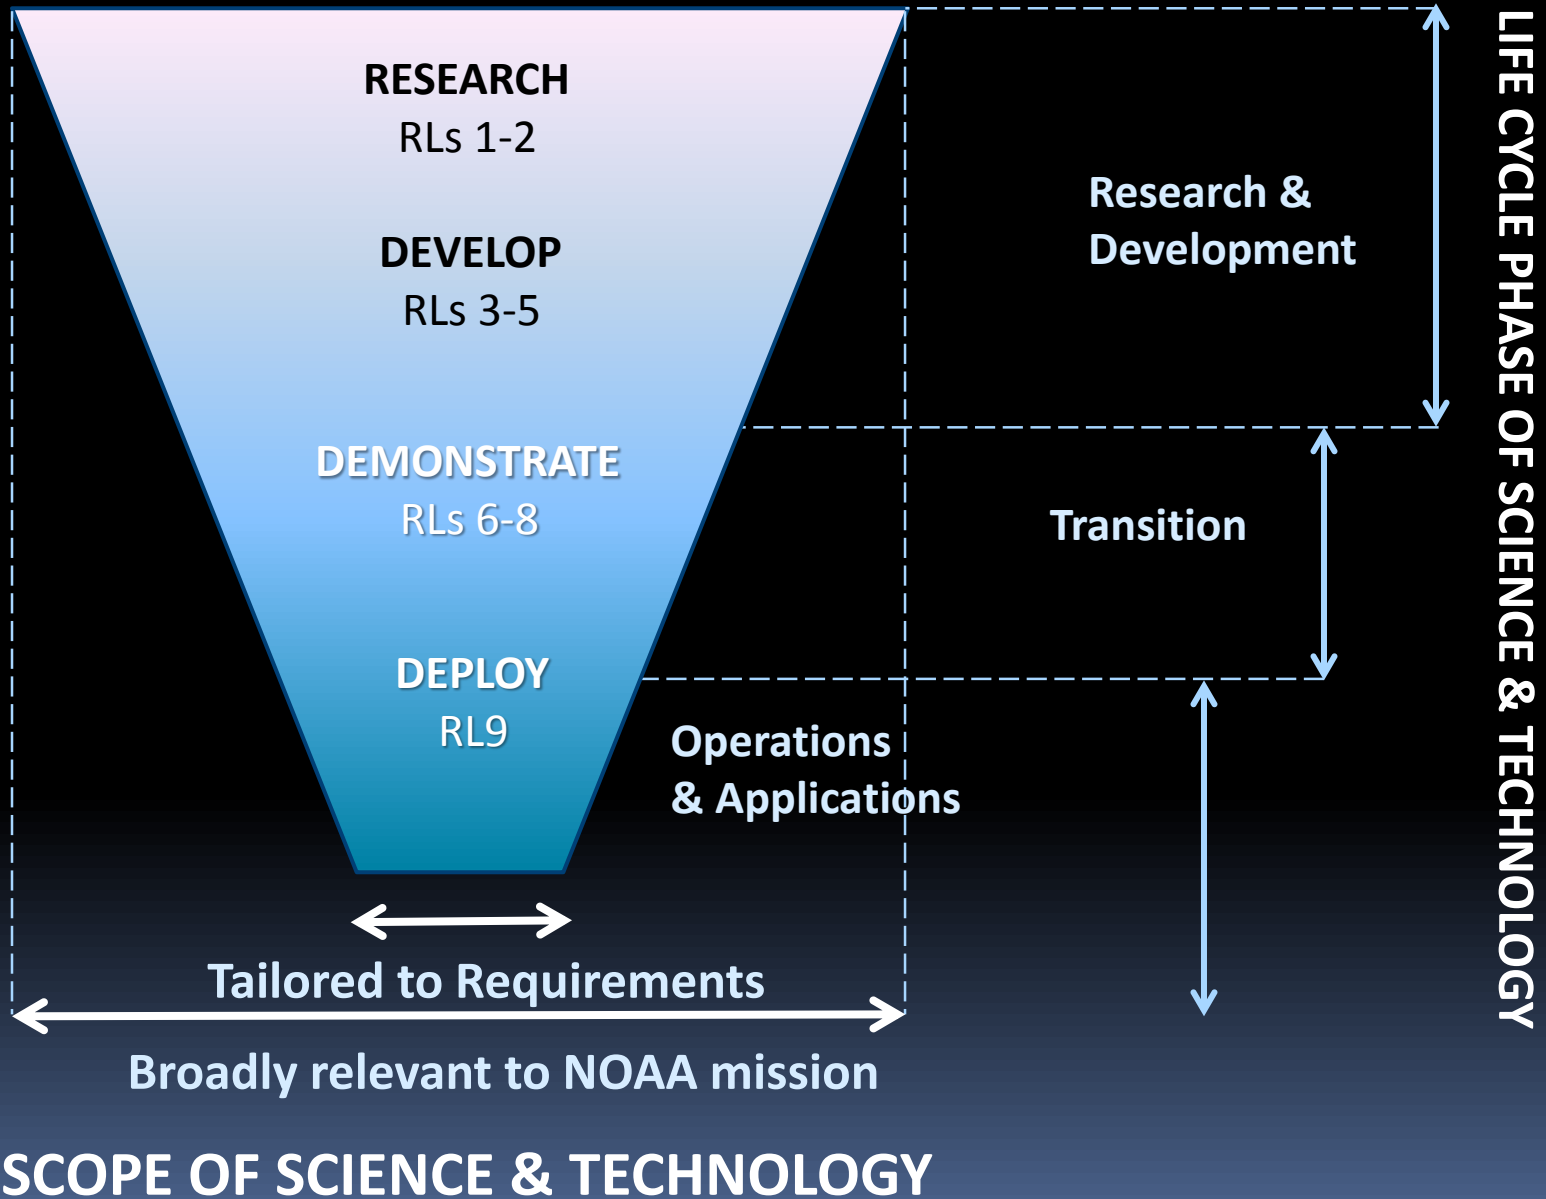 RESEARCH
RLs 1-2
DEVELOP
RLs 3-5
DEMONSTRATE
RLs 6-8
DEPLOY
RL9
Research &
Development
Transition
Operations
& Applications
Tailored to Requirements
Broadly relevant to NOAA mission
SCOPE OF SCIENCE & TECHNOLOGY
LIFE CYCLE PHASE OF SCIENCE & TECHNOLOGY